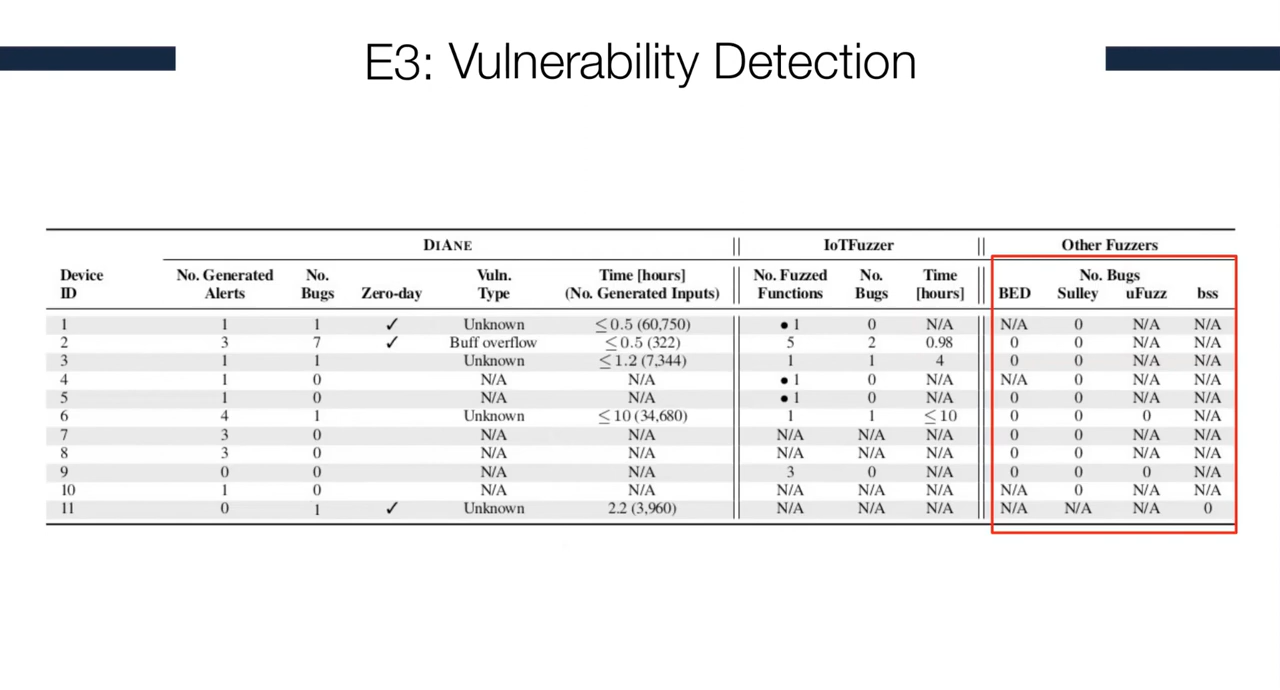 E3: Vulnerability Detection
DIANE || IoTFuzzer || Other Fuzzers
Device No. Generated No. Vuln. Time [hours] || No. Fuzzed No. Time || No. Bugs
ID Alerts Bugs Zero-day Type (No. Generated Inputs) || Functions Bugs [hours] || BED Sulley uFuzz bss
1 1 1 ✓ Unknown ≤0.5 (60,750) ● 1 0 N/A N/A 0 N/A N/A
2 3 7 ✓ Buff overflow ≤0.5 (322) 5 2 0.98 0 0 N/A N/A
3 1 1 Unknown ≤1.2 (7,344) 1 1 4 0 0 N/A N/A
4 1 0 N/A N/A ● 1 0 N/A N/A 0 N/A N/A
5 1 0 N/A N/A ● 1 0 N/A 0 0 N/A N/A
6 4 1 Unknown ≤10 (34,680) 1 1 ≤10 0 0 0 N/A
7 3 0 N/A N/A N/A N/A N/A 0 0 N/A N/A
8 3 0 N/A N/A N/A N/A N/A 0 0 N/A N/A
9 0 0 N/A N/A 3 0 N/A 0 0 0 N/A
10 1 0 N/A N/A N/A N/A N/A N/A 0 N/A N/A
11 0 1 ✓ Unknown 2.2 (3,960) N/A N/A N/A N/A N/A N/A 0